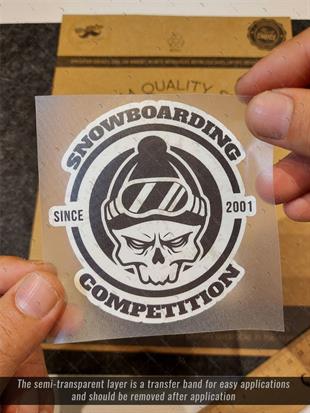 A QUALITY
SNOWBOARDING
SINCE 2001
COMPETITION
The semi-transparent layer is a transfer band for easy applications
and should be removed after application